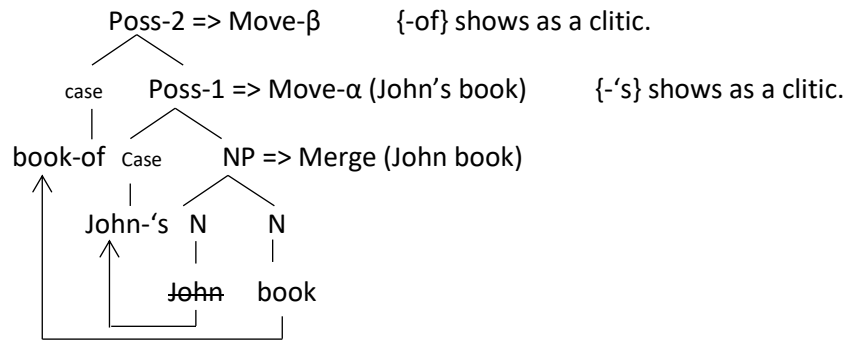 Poss-2 => Move-β {-of} shows as a clitic.
case Poss-1 => Move-α (John’s book) {-‘s} shows as a clitic.
book-of Case NP => Merge (John book)
John-‘s N N
John book